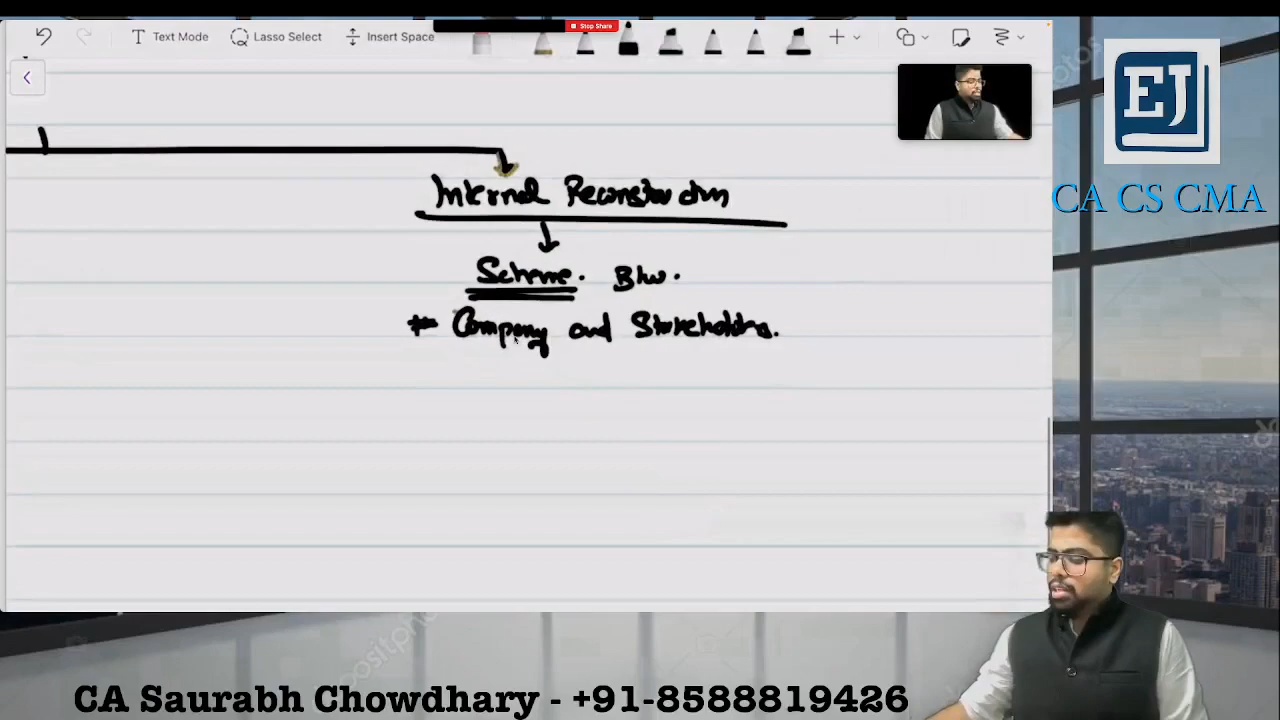 Stop Share
Text Mode Lasso Select Insert Space
EJ
CA CS CMA
Internal Reconstruction
Scheme. B/w.
* Company and Stakeholders.
CA Saurabh Chowdhary - +91-8588819426